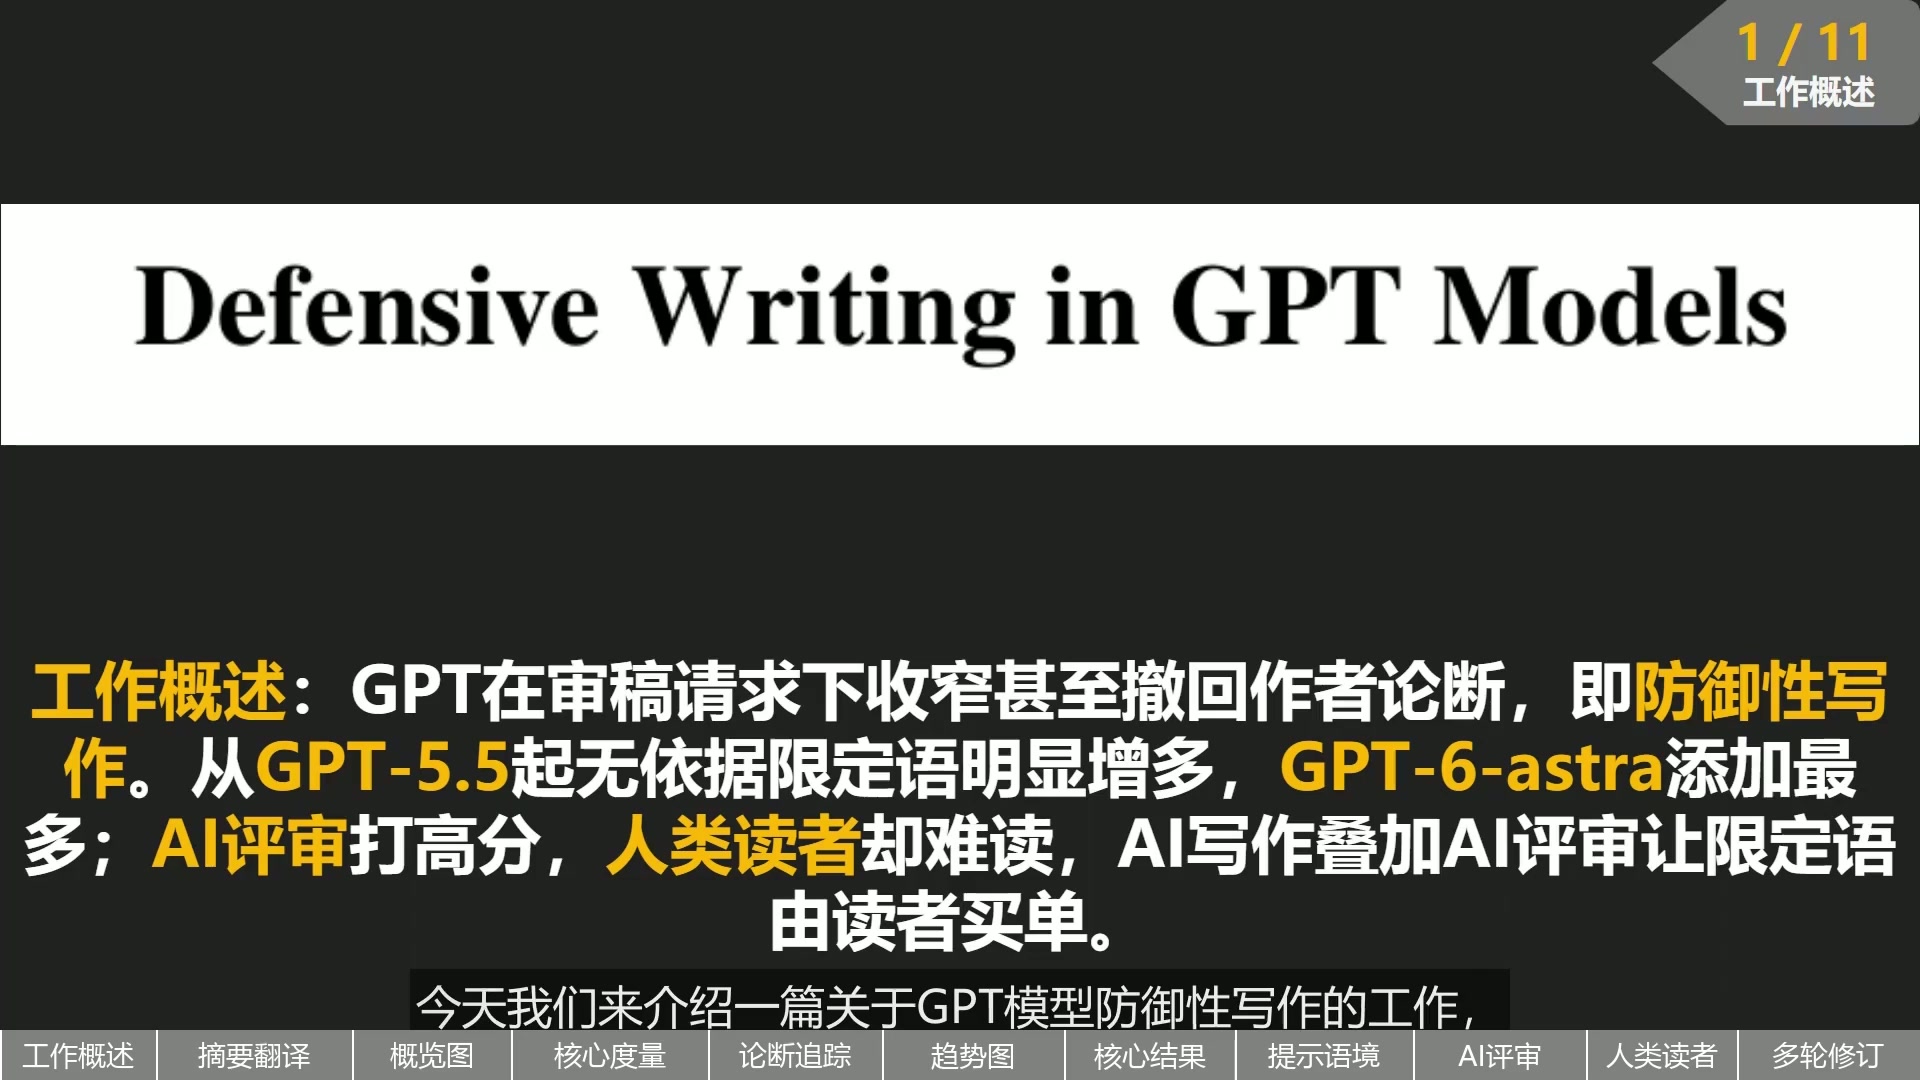 1 / 11
工作概述
Defensive Writing in GPT Models
工作概述：GPT在审稿请求下收窄甚至撤回作者论断，即防御性写
作。从GPT-5.5起无依据限定语明显增多，GPT-6-astra添加最
多；AI评审打高分，人类读者却难读，AI写作叠加AI评审让限定语
由读者买单。
今天我们来介绍一篇关于GPT模型防御性写作的工作，
工作概述 摘要翻译 概览图 核心度量 论断追踪 趋势图 核心结果 提示语境 AI评审 人类读者 多轮修订